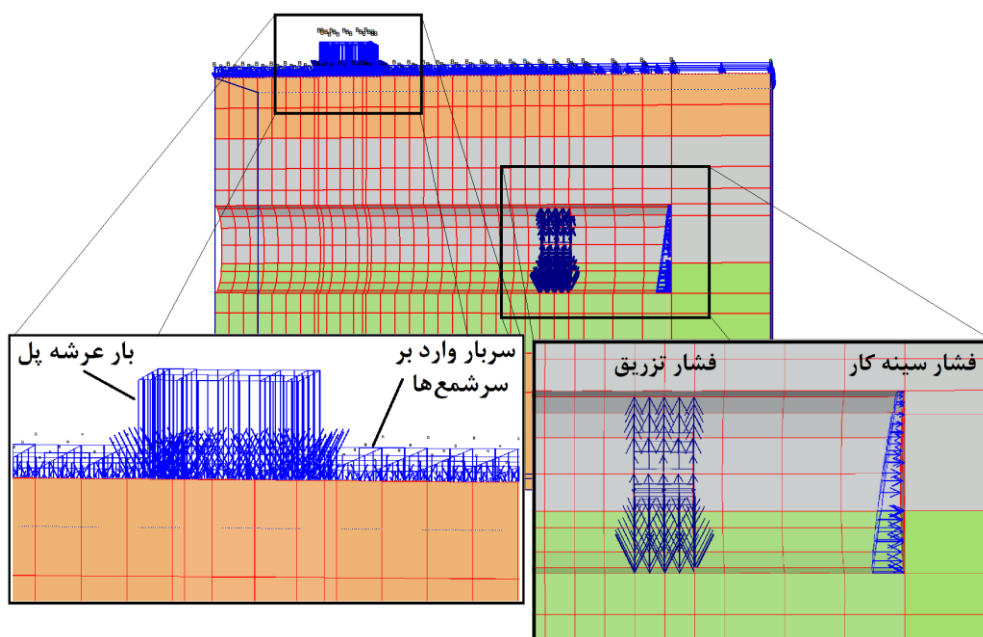 بار عرشه پل
سربار وارد بر
سرشمع‌ها
فشار تزریق
فشار سینه کار